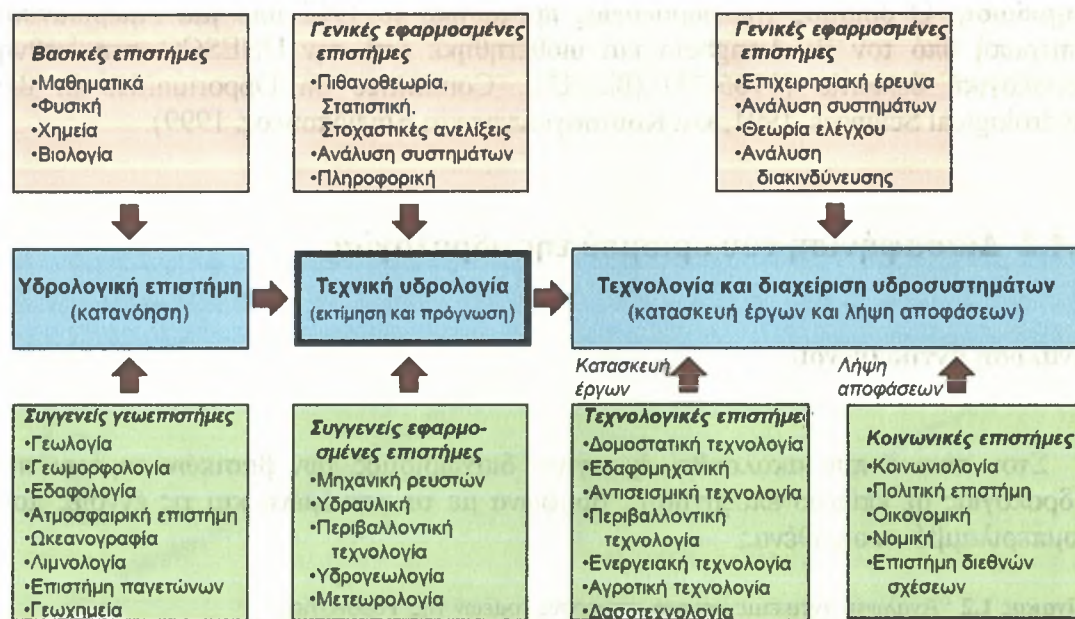 Βασικές επιστήμες
•Μαθηματικά
•Φυσική
•Χημεία
•Βιολογία
Γενικές εφαρμοσμένες
επιστήμες
•Πιθανοθεωρία,
Στατιστική,
Στοχαστικές ανελίξεις
•Ανάλυση συστημάτων
•Πληροφορική
Γενικές εφαρμοσμένες
επιστήμες
•Επιχειρησιακή έρευνα
•Ανάλυση συστημάτων
•Θεωρία ελέγχου
•Ανάλυση
διακινδύνευσης
Υδρολογική επιστήμη
(κατανόηση)
Τεχνική υδρολογία
(εκτίμηση και πρόγνωση)
Τεχνολογία και διαχείριση υδροσυστημάτων
(κατασκευή έργων και λήψη αποφάσεων)
Κατασκευή
έργων
Λήψη
αποφάσεων
Συγγενείς γεωεπιστήμες
•Γεωλογία
•Γεωμορφολογία
•Εδαφολογία
•Ατμοσφαιρική επιστήμη
•Ωκεανογραφία
•Λιμνολογία
•Επιστήμη παγετώνων
•Γεωχημεία
Συγγενείς εφαρμο-
σμένες επιστήμες
•Μηχανική ρευστών
•Υδραυλική
•Περιβαλλοντική
τεχνολογία
•Υδρογεωλογία
•Μετεωρολογία
Τεχνολογικές επιστήμες
•Δομοστατική τεχνολογία
•Εδαφομηχανική
•Αντισεισμική τεχνολογία
•Περιβαλλοντική
τεχνολογία
•Ενεργειακή τεχνολογία
•Αγροτική τεχνολογία
•Δασοτεχνολογία
Κοινωνικές επιστήμες
•Κοινωνιολογία
•Πολιτική επιστήμη
•Οικονομική
•Νομική
•Επιστήμη διεθνών
σχέσεων